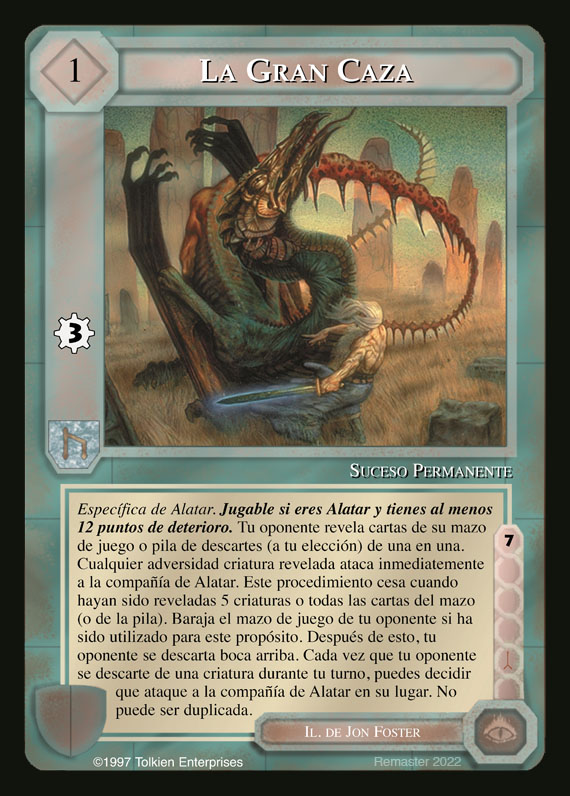 1
La Gran Caza
3
Suceso Permanente
Específica de Alatar. Jugable si eres Alatar y tienes al menos
12 puntos de deterioro. Tu oponente revela cartas de su mazo
de juego o pila de descartes (a tu elección) de una en una.
Cualquier adversidad criatura revelada ataca inmediatamente
a la compañía de Alatar. Este procedimiento cesa cuando
hayan sido reveladas 5 criaturas o todas las cartas del mazo
(o de la pila). Baraja el mazo de juego de tu oponente si ha
sido utilizado para este propósito. Después de esto, tu
oponente se descarta boca arriba. Cada vez que tu oponente
se descarte de una criatura durante tu turno, puedes decidir
que ataque a la compañía de Alatar en su lugar. No
puede ser duplicada.
7
Il. de Jon Foster
©1997 Tolkien Enterprises
Remaster 2022